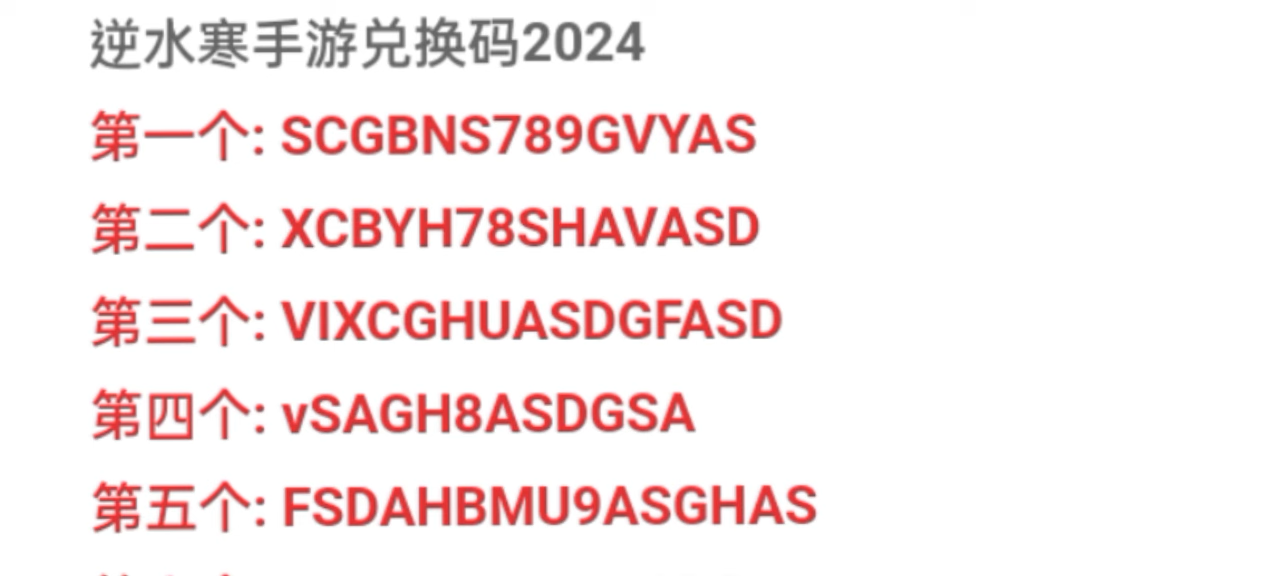 逆水寒手游兑换码2024
第一个: SCGBNS789GVYAS
第二个: XCBYH78SHAVASD
第三个: VIXCGHUASDGFASD
第四个: vSAGH8ASDGSA
第五个: FSDAHBMU9ASGHAS